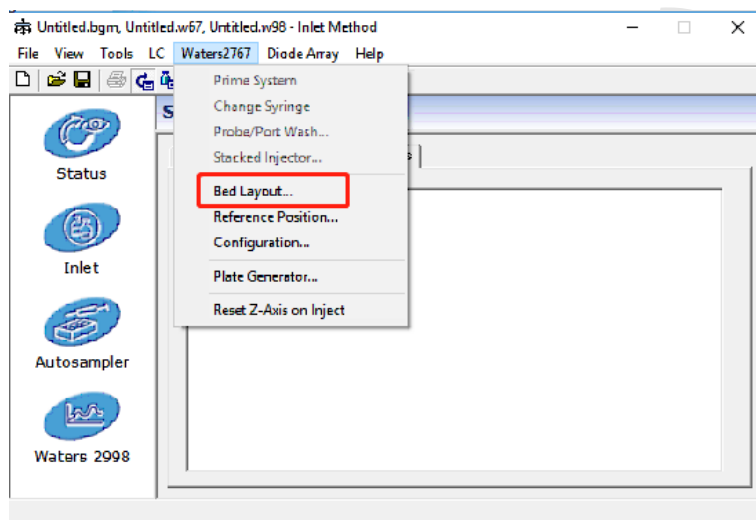 Untitled.bgm, Untitled.w67, Untitled.w98 - Inlet Method
File View Tools LC Waters2767 Diode Array Help
Prime System
Change Syringe
S
Probe/Port Wash...
Stacked Injector...
Status
Bed Layout...
Reference Position...
Configuration...
Inlet
Plate Generator...
Reset Z-Axis on Inject
Autosampler
Waters 2998